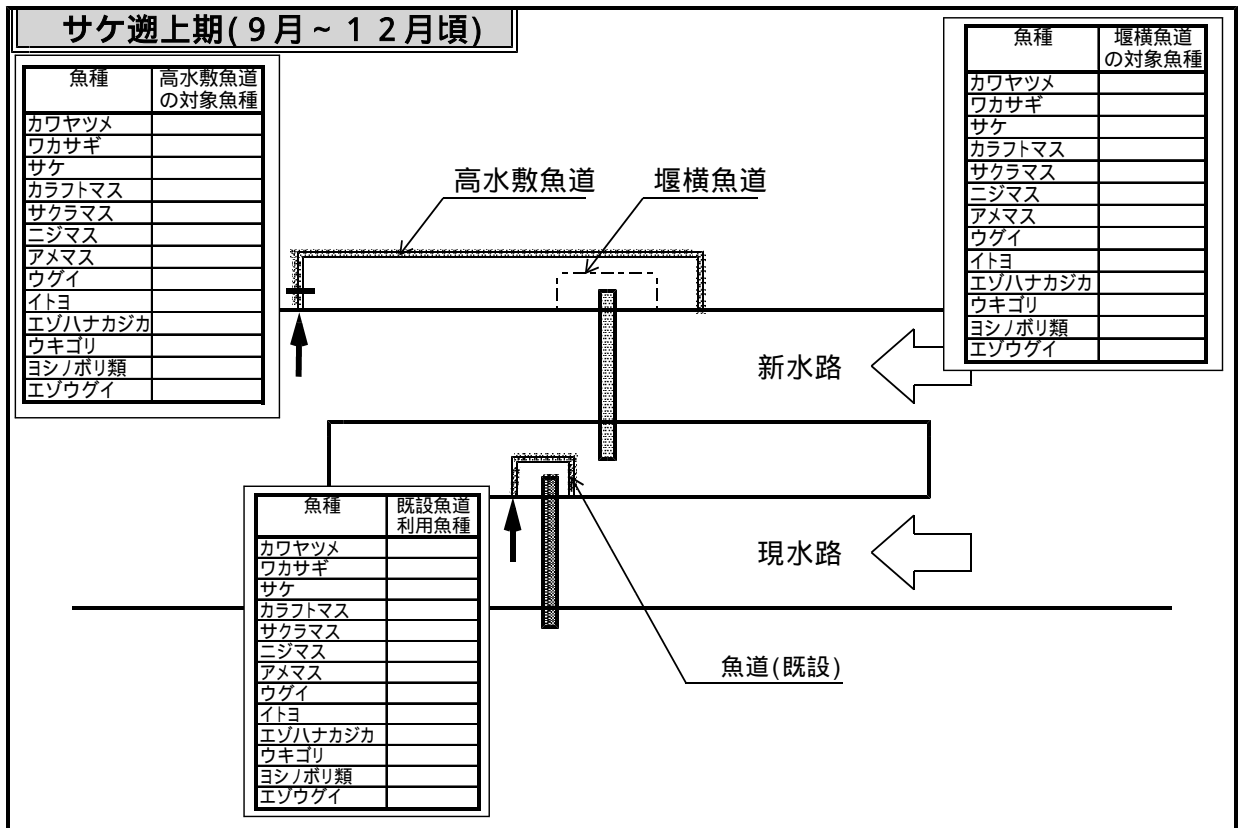 サケ遡上期(９月～１２月頃)
魚種 高水敷魚道
の対象魚種
カワヤツメ
ワカサギ
サケ
カラフトマス
サクラマス
ニジマス
アメマス
ウグイ
イトヨ
エゾハナカジカ
ウキゴリ
ヨシノボリ類
エゾウグイ
魚種 堰横魚道
の対象魚種
カワヤツメ
ワカサギ
サケ
カラフトマス
サクラマス
ニジマス
アメマス
ウグイ
イトヨ
エゾハナカジカ
ウキゴリ
ヨシノボリ類
エゾウグイ
高水敷魚道
堰横魚道
新水路
魚種 既設魚道
利用魚種
カワヤツメ
ワカサギ
サケ
カラフトマス
サクラマス
ニジマス
アメマス
ウグイ
イトヨ
エゾハナカジカ
ウキゴリ
ヨシノボリ類
エゾウグイ
現水路
魚道(既設)